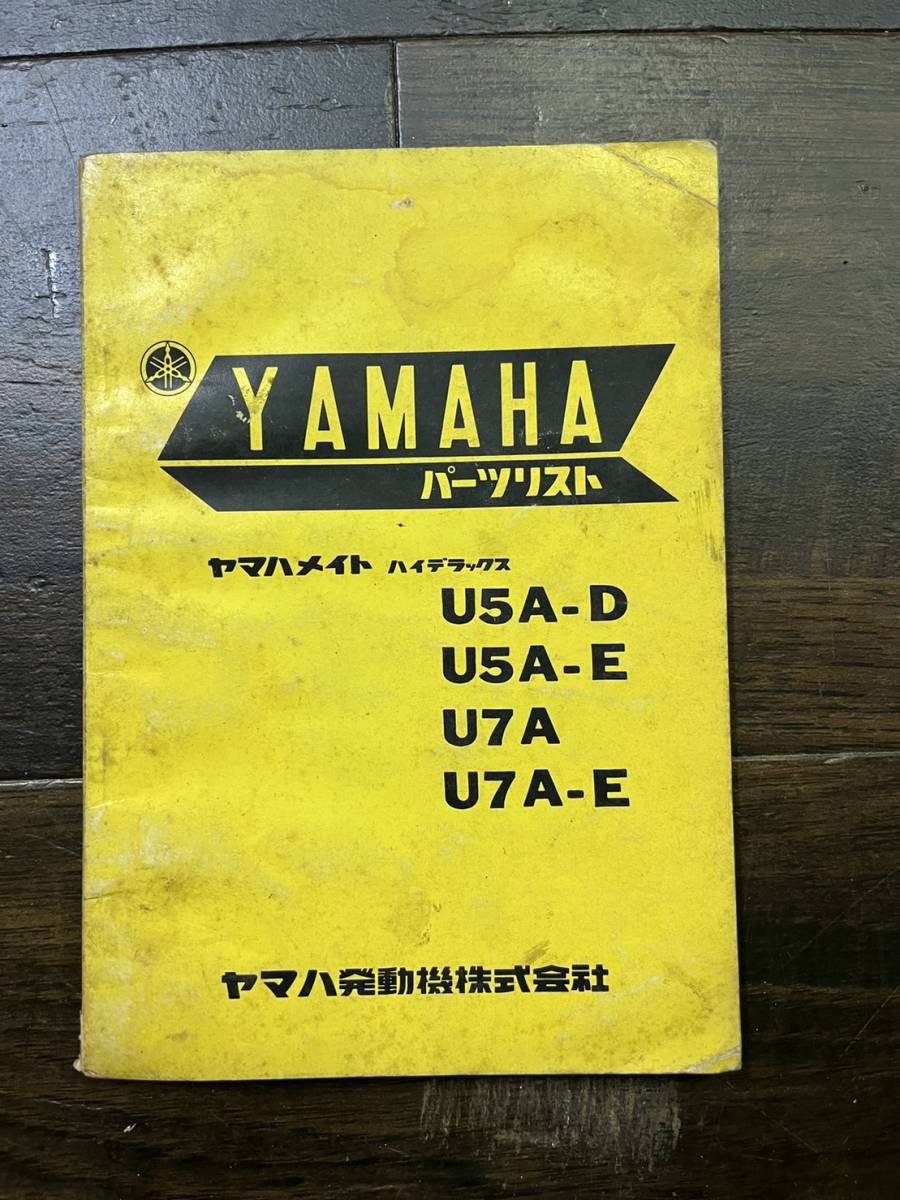 YAMAHA
パーツリスト
ヤマハメイト ハイデラックス
U5A-D
U5A-E
U7A
U7A-E
ヤマハ発動機株式会社